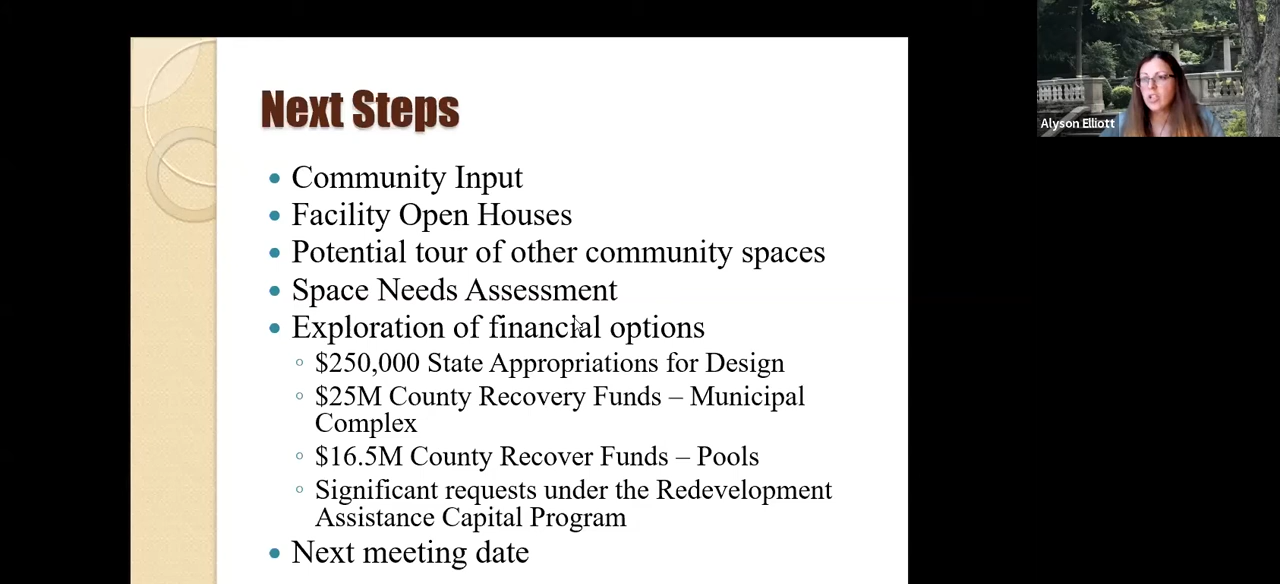 Next Steps
Community Input
Facility Open Houses
Potential tour of other community spaces
Space Needs Assessment
Exploration of financial options
$250,000 State Appropriations for Design
$25M County Recovery Funds – Municipal
Complex
$16.5M County Recover Funds – Pools
Significant requests under the Redevelopment
Assistance Capital Program
Next meeting date
Alyson Elliott